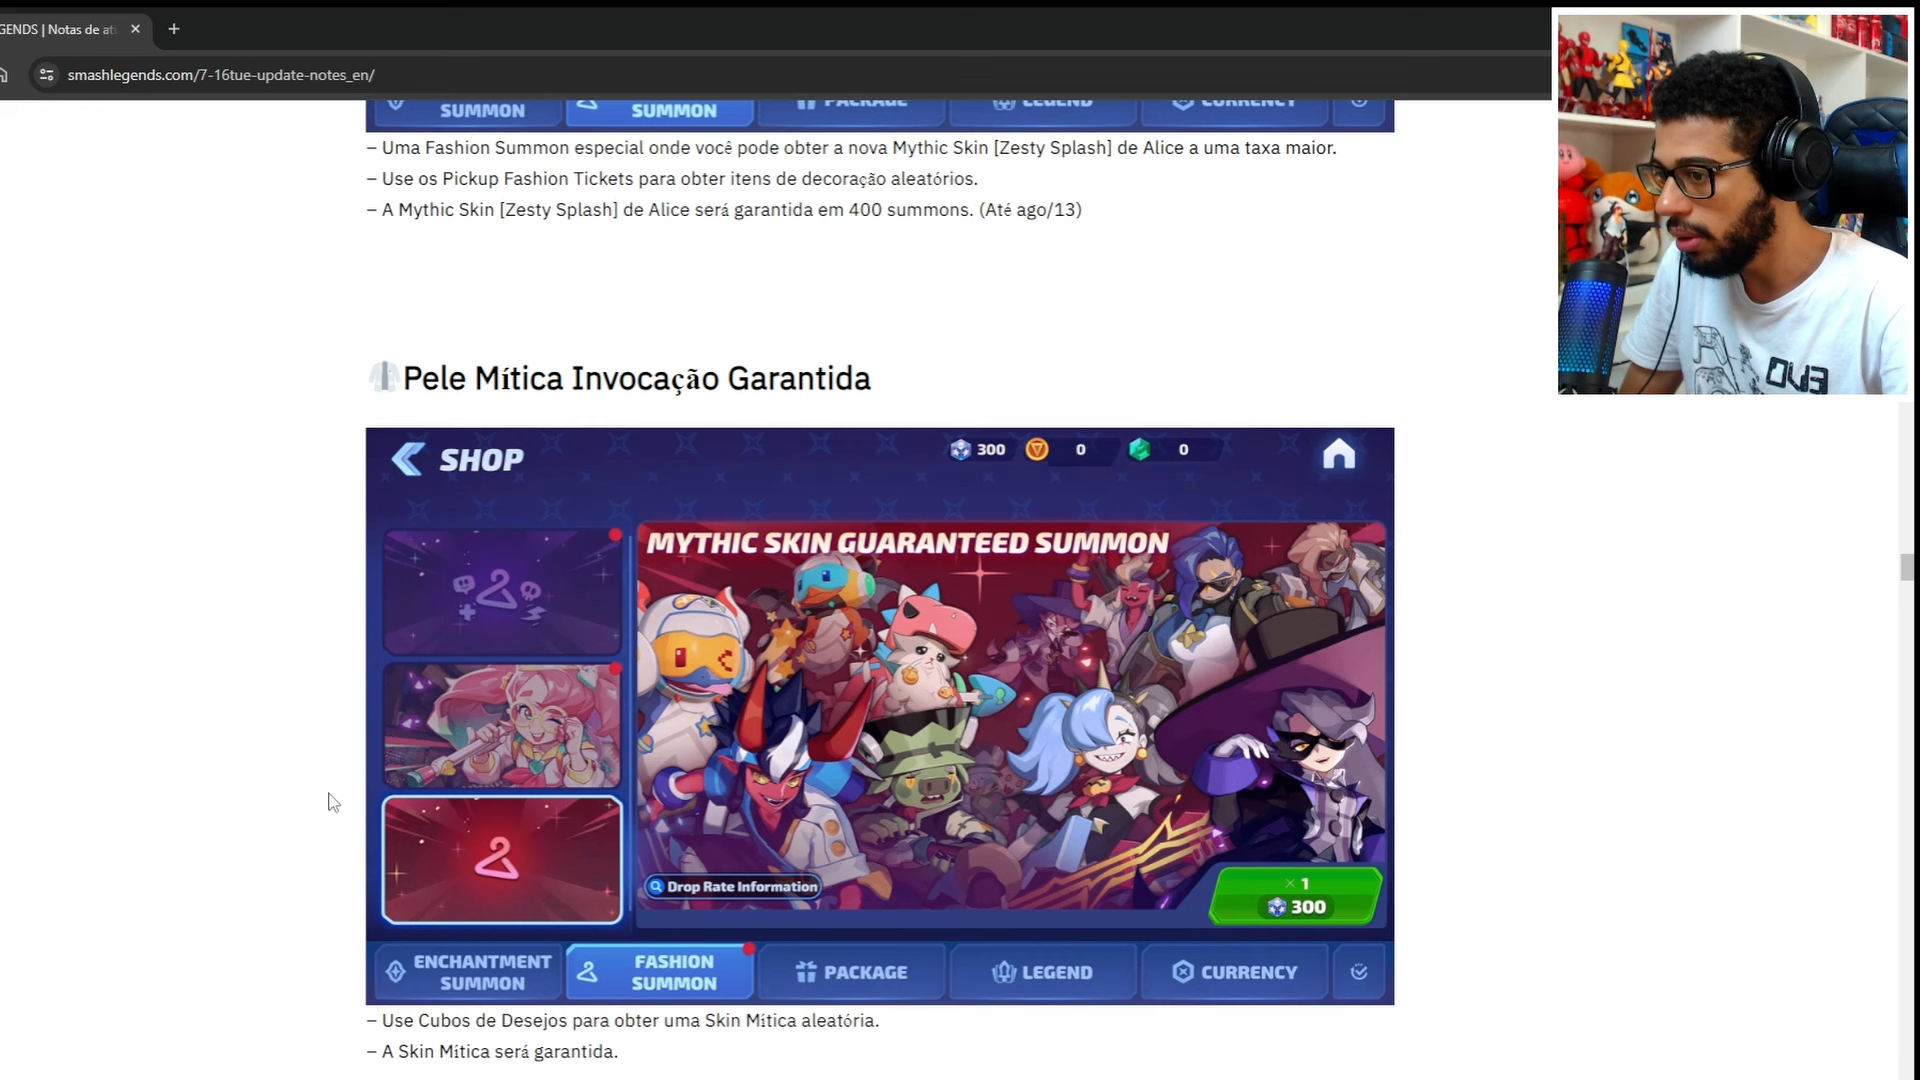 GENDS | Notas de at
smashlegends.com/7-16tue-update-notes_en/
SUMMON
SUMMON
PACKAGE
LEGEND
CURRENCY
– Uma Fashion Summon especial onde você pode obter a nova Mythic Skin [Zesty Splash] de Alice a uma taxa maior.
– Use os Pickup Fashion Tickets para obter itens de decoração aleatórios.
– A Mythic Skin [Zesty Splash] de Alice será garantida em 400 summons. (Até ago/13)
Pele Mítica Invocação Garantida
SHOP
300
0
0
MYTHIC SKIN GUARANTEED SUMMON
Drop Rate Information
× 1
300
ENCHANTMENT
SUMMON
FASHION
SUMMON
PACKAGE
LEGEND
CURRENCY
– Use Cubos de Desejos para obter uma Skin Mítica aleatória.
– A Skin Mítica será garantida.